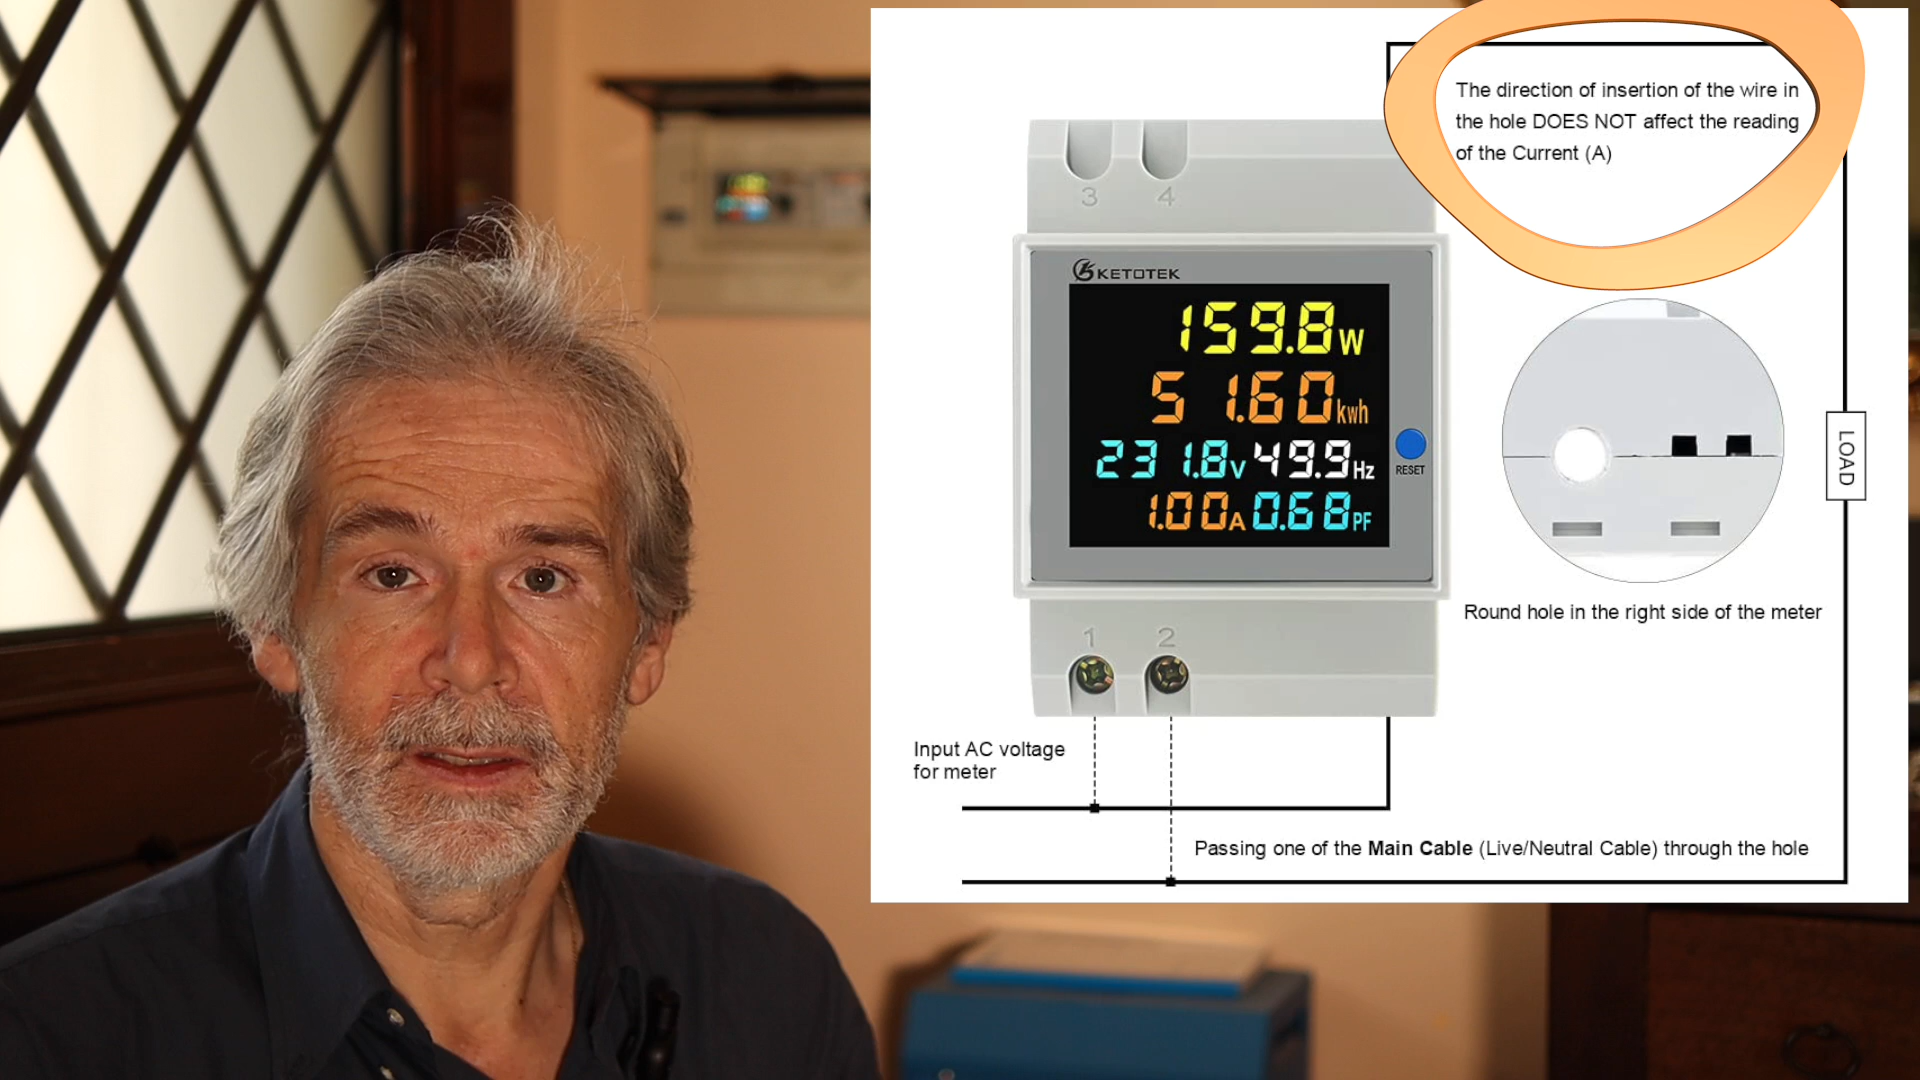 The direction of insertion of the wire in
the hole DOES NOT affect the reading
of the Current (A)
3 4
KETOTEK
159.8W
51.60kwh
231.8V 49.9Hz
1.00A 0.68PF
RESET
LOAD
Round hole in the right side of the meter
1 2
Input AC voltage
for meter
Passing one of the Main Cable (Live/Neutral Cable) through the hole